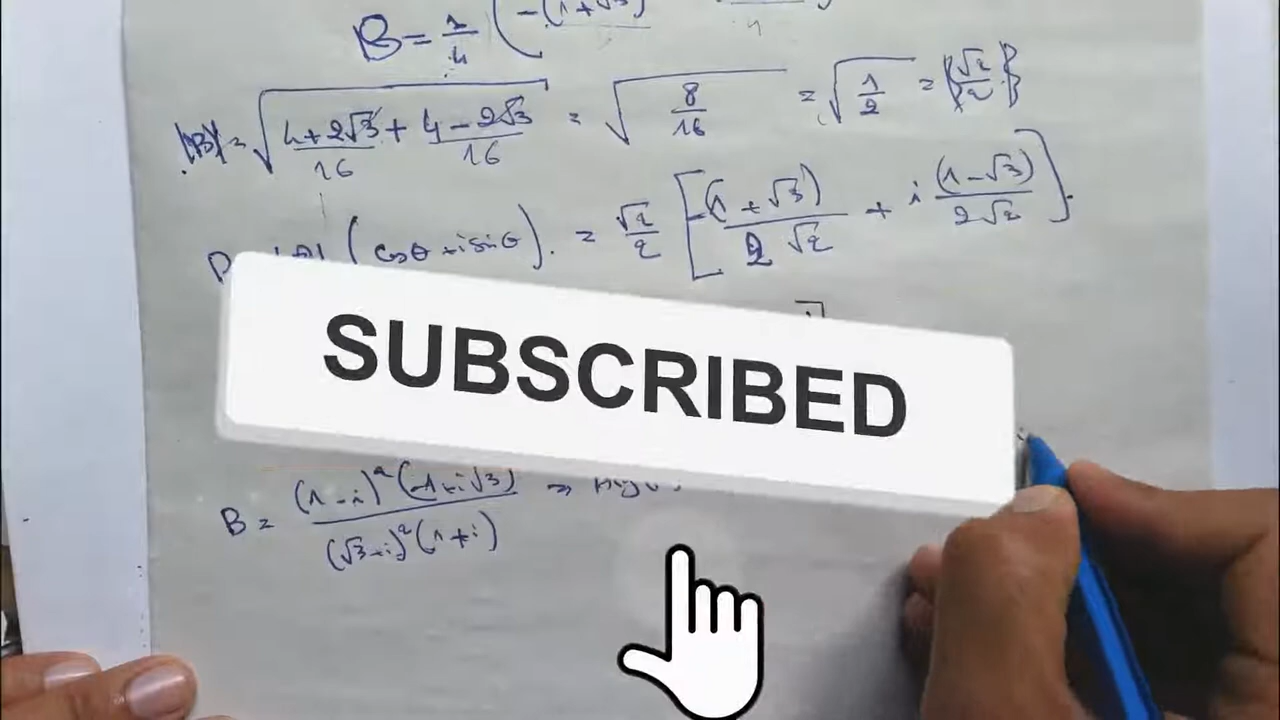 B = 1/4 ( -(1+√3)
|B| = √( (4+2√3)/16 + (4-2√3)/16 ) = √( 8/16 ) = √( 1/2 ) = { √2/2 }
(cosθ + i sinθ). = √2/2 [ -(1+√3)/(2√2) + i (1-√3)/(2√2) ].
SUBSCRIBED
B = (1-i)²(-1+i√3) / (√3-i)²(1+i) ⇒